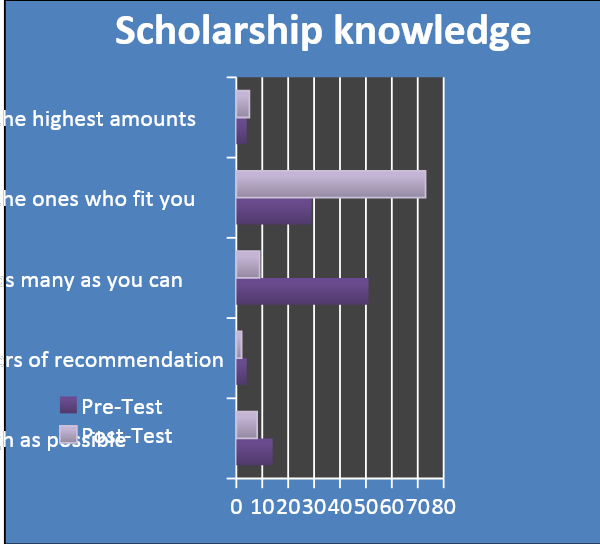 Scholarship knowledge
he highest amounts
he ones who fit you
s many as you can
rs of recommendation
Pre-Test
Post-Test
h as possible
0 10 20 30 40 50 60 70 80